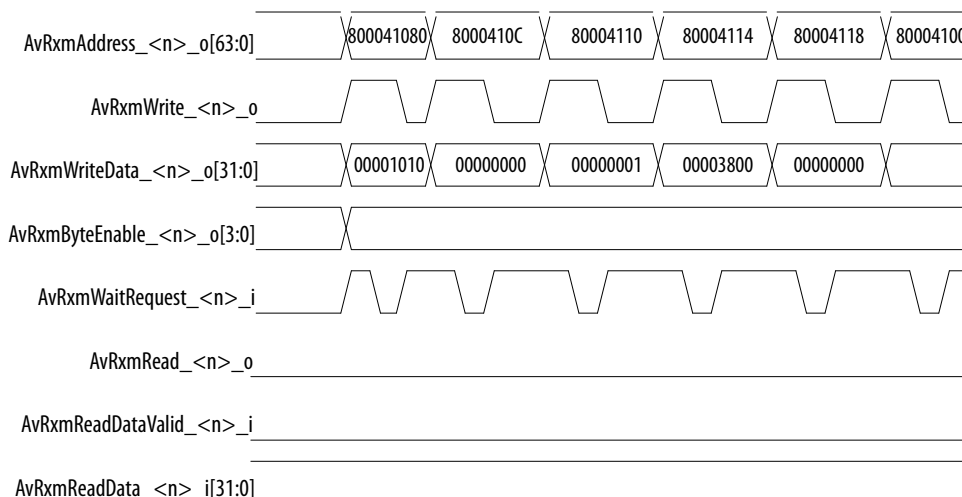 AvRxmAddress_<n>_o[63:0] 800041080 8000410C 80004110 80004114 80004118 80004100
AvRxmWrite_<n>_o
AvRxmWriteData_<n>_o[31:0] 00001010 00000000 00000001 00003800 00000000
AvRxmByteEnable_<n>_o[3:0]
AvRxmWaitRequest_<n>_i
AvRxmRead_<n>_o
AvRxmReadDataValid_<n>_i
AvRxmReadData_<n>_i[31:0]